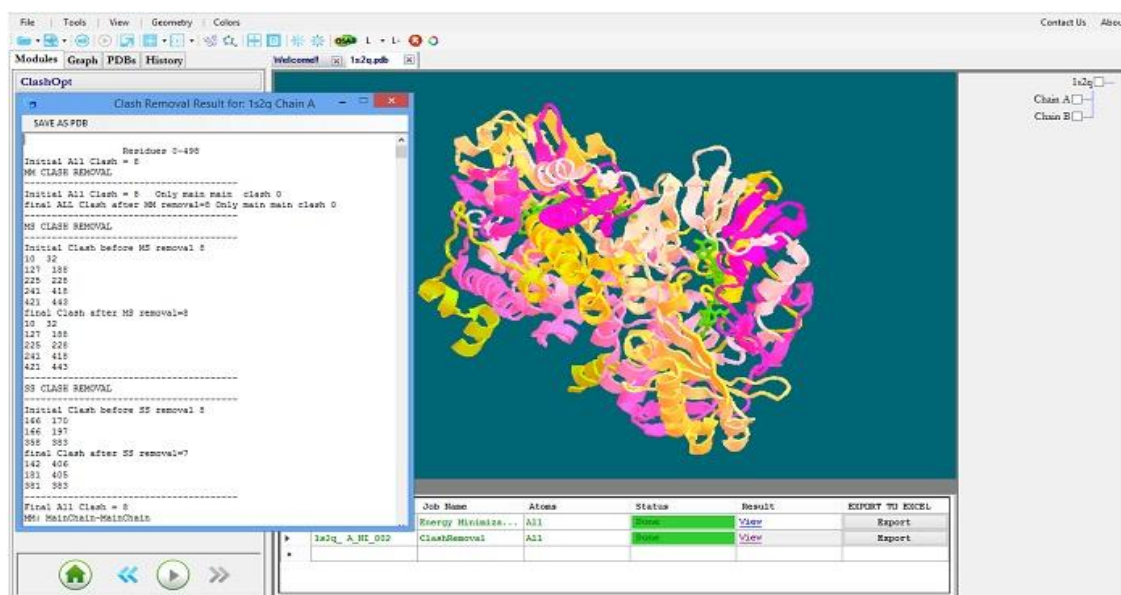 File | Tools | View | Geometry | Colors
Contact Us Abou
Modules Graph PDBs History
Welcome!! 1s2q.pdb
ClashOpt
Clash Removal Result for: 1s2q Chain A
SAVE AS PDB
Residues 0-498
Initial All Clash = 8
MM CLASH REMOVAL
Initial All Clash = 8 Only main main clash 0
final ALL Clash after MM removal=8 Only main main clash 0
MS CLASH REMOVAL
Initial Clash before MS removal 8
10 32
127 188
225 228
241 418
421 443
final Clash after MS removal=8
10 32
127 188
225 228
241 418
421 443
SS CLASH REMOVAL
Initial Clash before SS removal 8
166 170
166 197
358 383
final Clash after SS removal=7
142 406
181 405
381 383
Final All Clash = 8
MM: MainChain-MainChain
1s2q
Chain A
Chain B
Job Name Atoms Status Result EXPORT TO EXCEL
Energy Minimiza... All Done View Export
1s2q_ A_HI_002 ClashRemoval All Done View Export